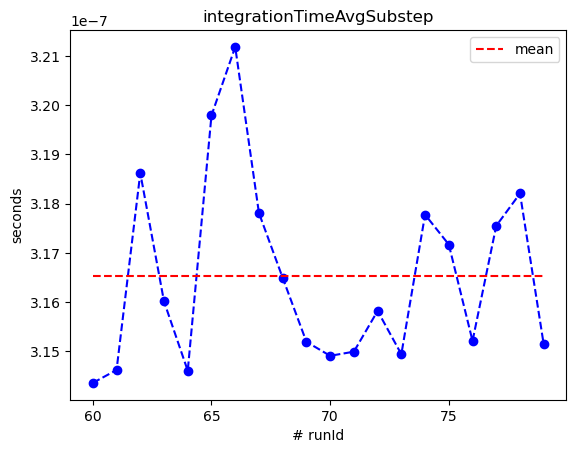 integrationTimeAvgSubstep
1e−7
mean
3.21
3.20
3.19
3.18
3.17
3.16
3.15
seconds
60
65
70
75
# runId